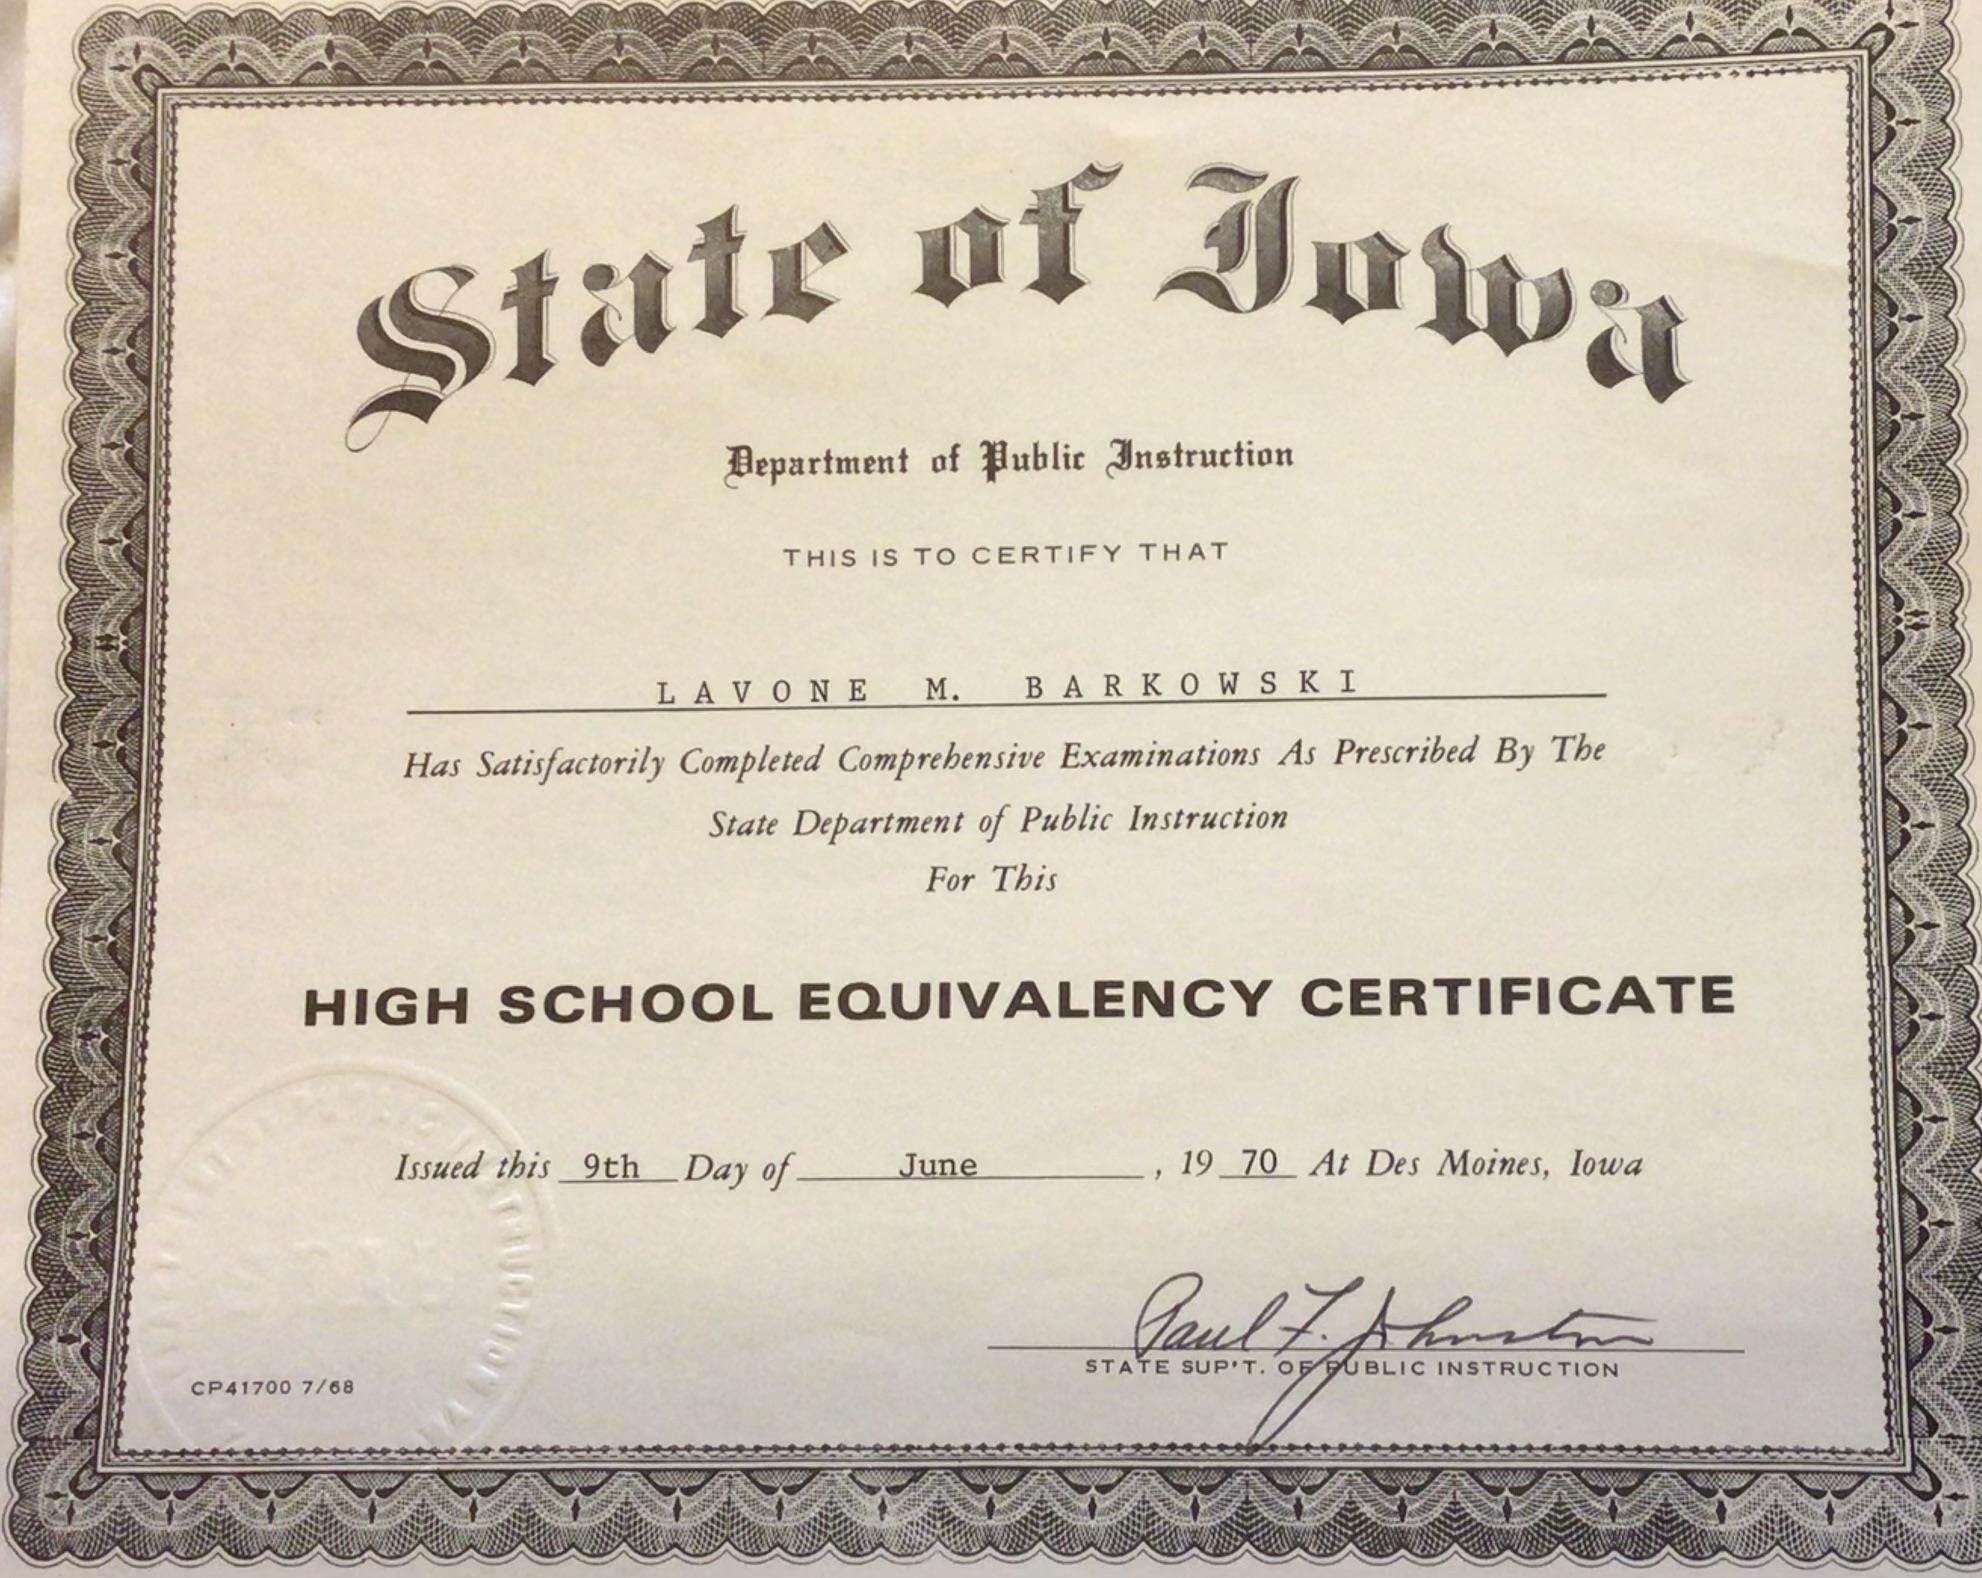 State of Iowa
Department of Public Instruction
THIS IS TO CERTIFY THAT
LAVONE M. BARKOWSKI
Has Satisfactorily Completed Comprehensive Examinations As Prescribed By The
State Department of Public Instruction
For This
HIGH SCHOOL EQUIVALENCY CERTIFICATE
Issued this 9th Day of June , 19 70 At Des Moines, Iowa
Paul F. Johnston
STATE SUP'T. OF PUBLIC INSTRUCTION
CP41700 7/68